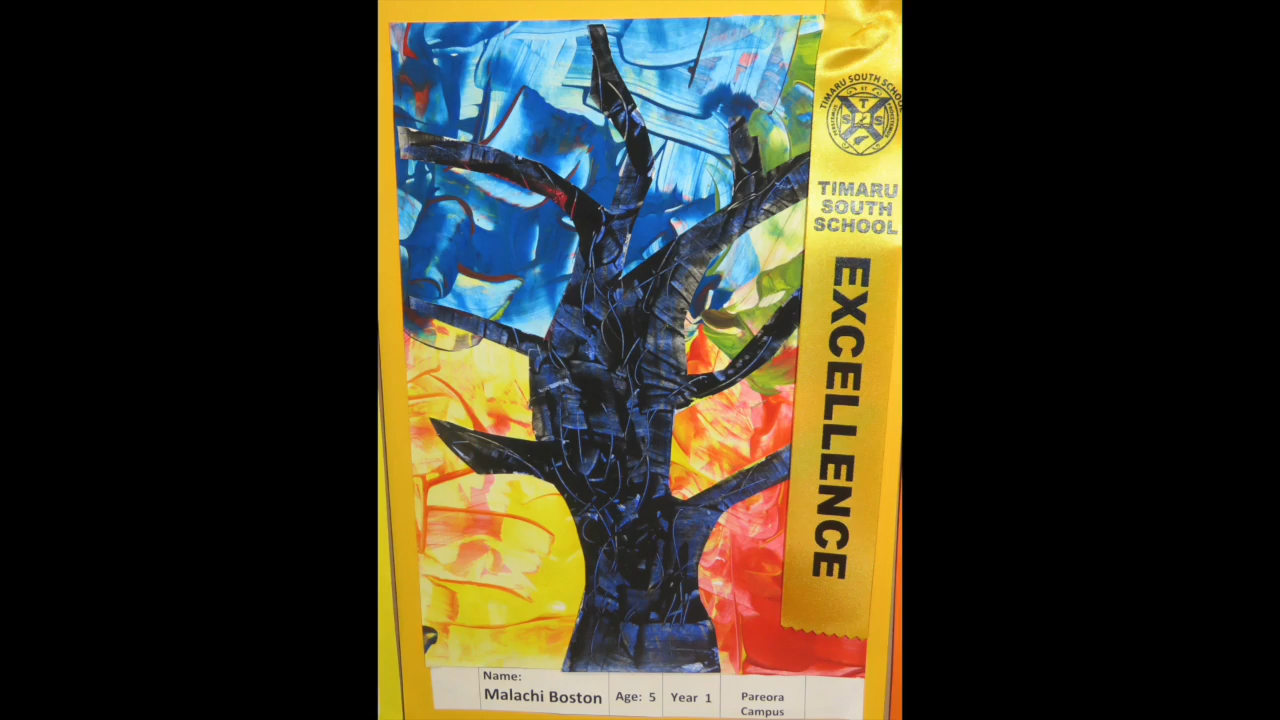 TIMARU SOUTH SCHOOL
T
S S
TIMARU
SOUTH
SCHOOL
EXCELLENCE
Name:
Malachi Boston
Age: 5
Year 1
Pareora
Campus